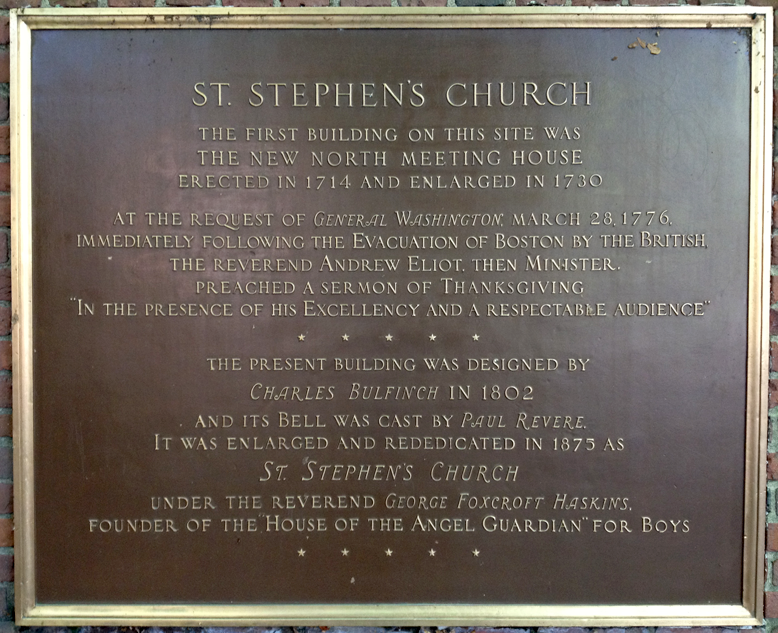 ST. STEPHEN'S CHURCH
THE FIRST BUILDING ON THIS SITE WAS
THE NEW NORTH MEETING HOUSE
ERECTED IN 1714 AND ENLARGED IN 1730
AT THE REQUEST OF GENERAL WASHINGTON, MARCH 28, 1776,
IMMEDIATELY FOLLOWING THE EVACUATION OF BOSTON BY THE BRITISH,
THE REVEREND ANDREW ELIOT, THEN MINISTER,
PREACHED A SERMON OF THANKSGIVING
"IN THE PRESENCE OF HIS EXCELLENCY AND A RESPECTABLE AUDIENCE"
★ ★ ★ ★ ★
THE PRESENT BUILDING WAS DESIGNED BY
CHARLES BULFINCH IN 1802
AND ITS BELL WAS CAST BY PAUL REVERE.
IT WAS ENLARGED AND REDEDICATED IN 1875 AS
ST. STEPHEN'S CHURCH
UNDER THE REVEREND GEORGE FOXCROFT HASKINS,
FOUNDER OF THE "HOUSE OF THE ANGEL GUARDIAN" FOR BOYS
★ ★ ★ ★ ★